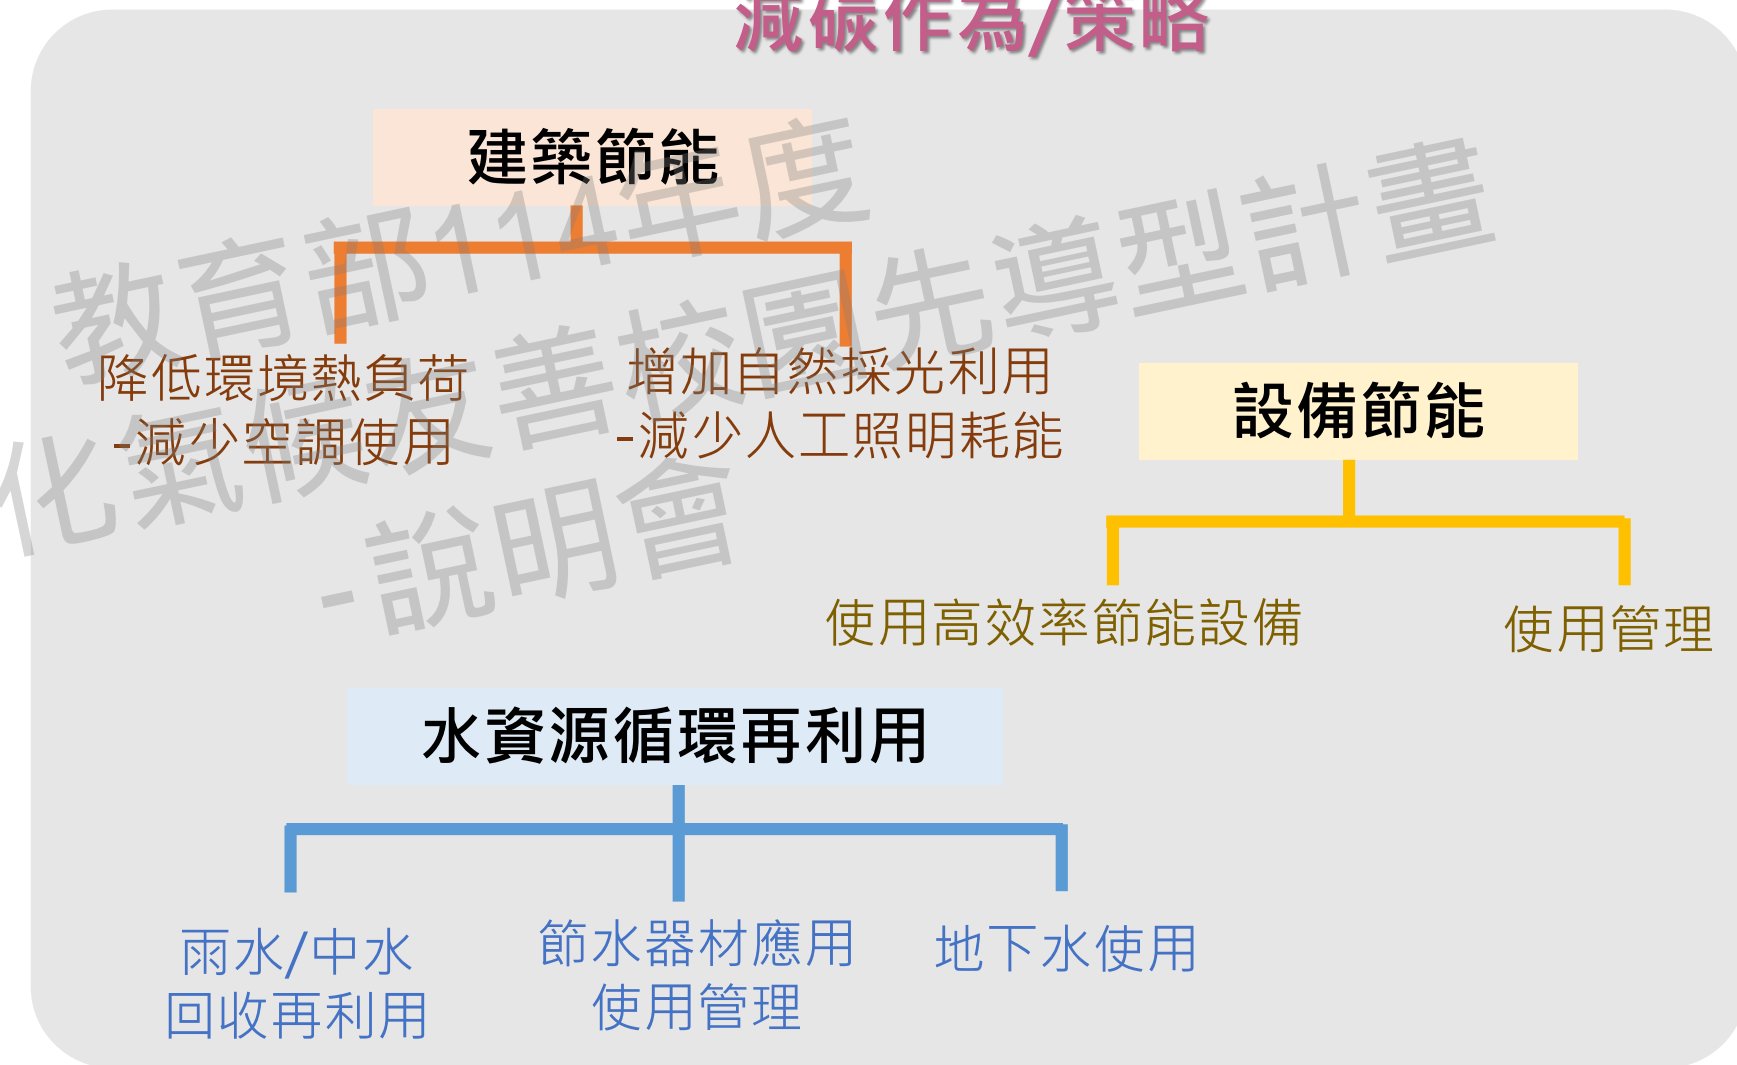 減碳作為/策略
建築節能
降低環境熱負荷
-減少空調使用
增加自然採光利用
-減少人工照明耗能
設備節能
使用高效率節能設備
使用管理
水資源循環再利用
雨水/中水
回收再利用
節水器材應用
使用管理
地下水使用
教育部114年度
化氣候友善校園先導型計畫
-說明會